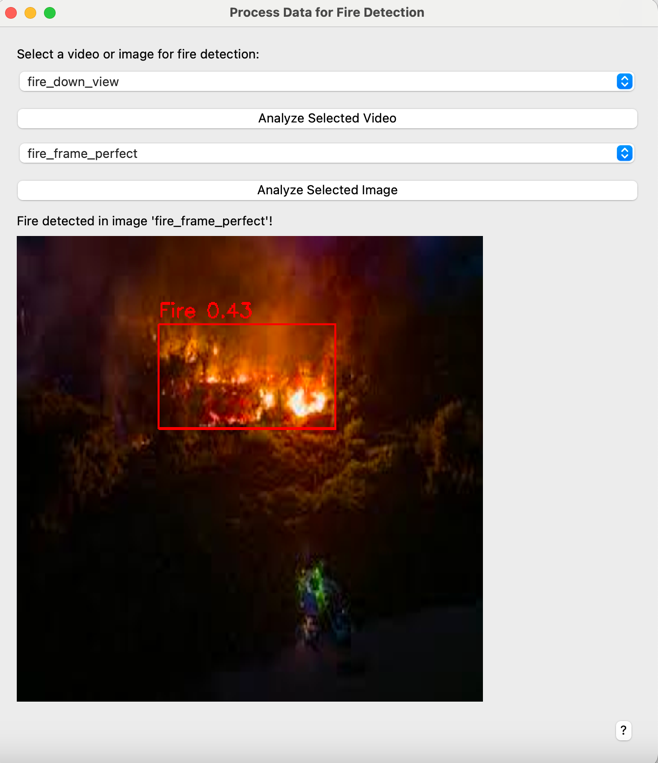 Process Data for Fire Detection
Select a video or image for fire detection:
fire_down_view
Analyze Selected Video
fire_frame_perfect
Analyze Selected Image
Fire detected in image 'fire_frame_perfect'!
Fire 0.43
?